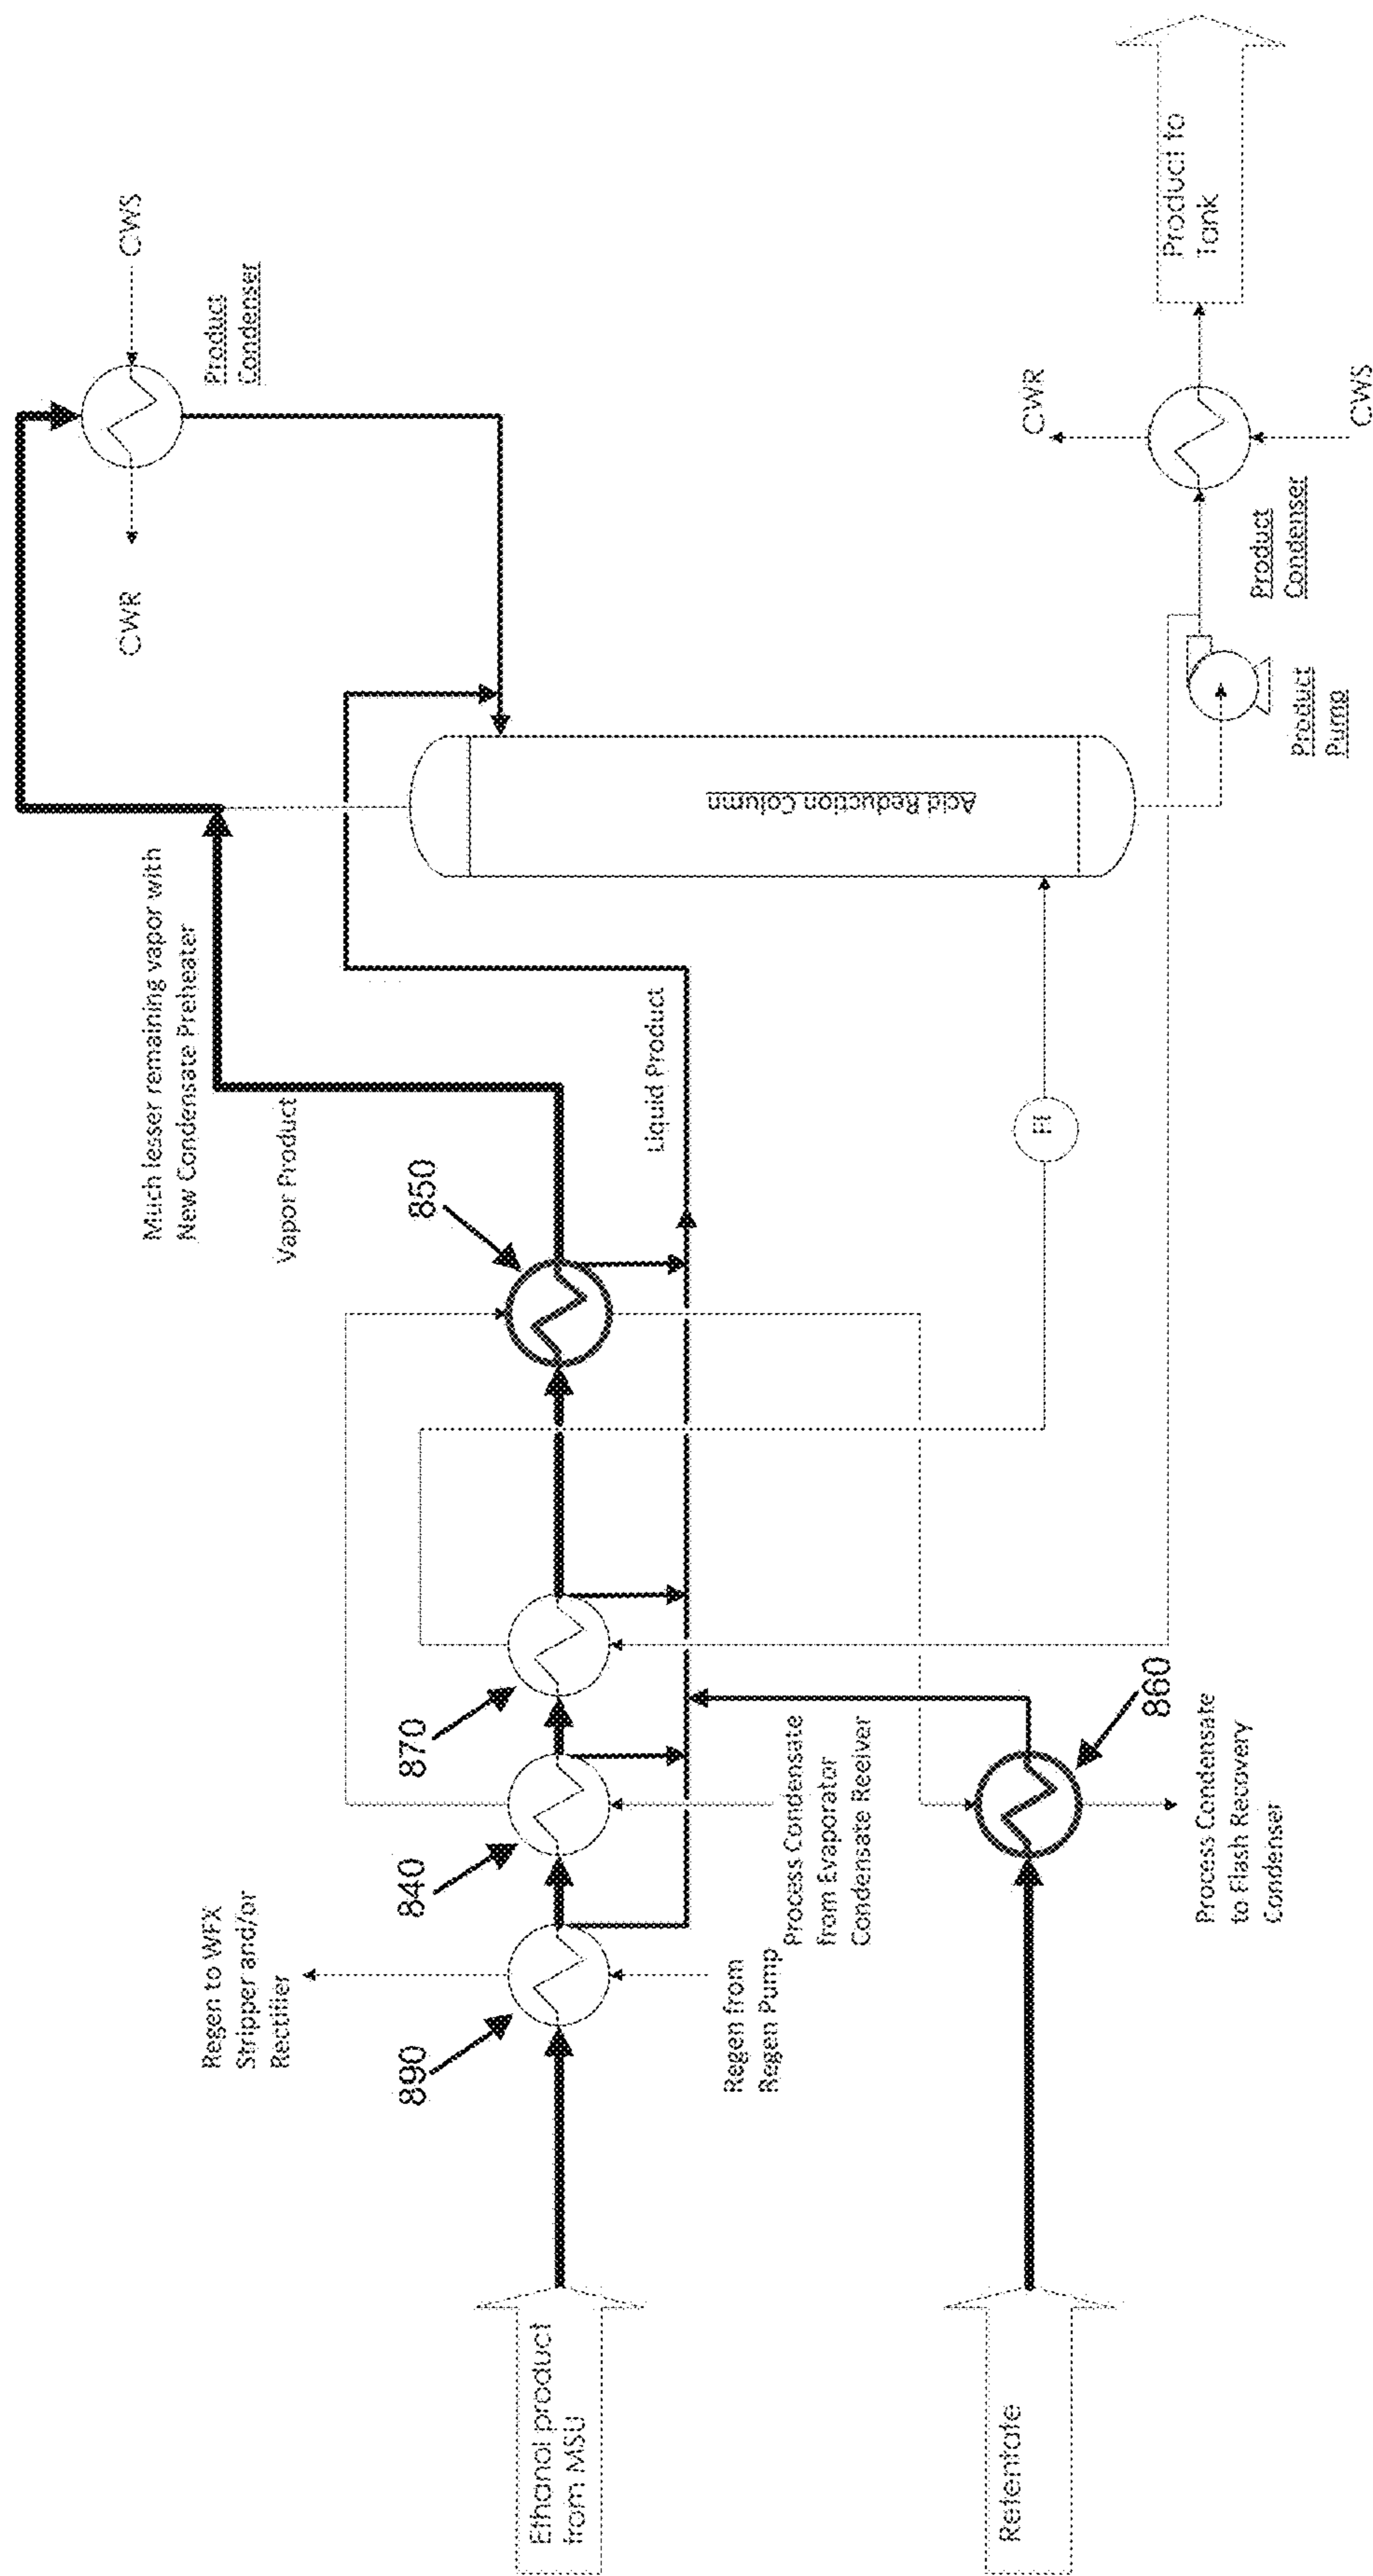 Ethanol product
from MSU
890
Regen to WFX
Stripper and/or
Rectifier
Regen from
Regen Pump
840
Process Condensate
from Evaporator
Condensate Reeiver
870
850
Much lesser remaining vapor with
New Condensate Preheater
Vapor Product
Liquid Product
CWR
CWS
Product
Condenser
Acid Reduction Column
FI
Retentate
860
Process Condensate
to Flash Recovery
Condenser
Product
Pump
Product
Condenser
CWR
CWS
Product to
Tank